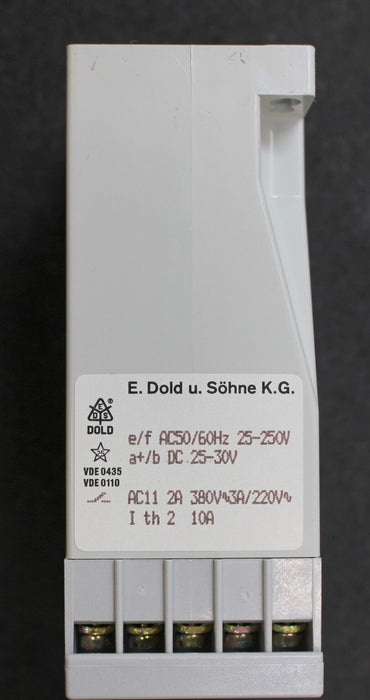 E. Dold u. Söhne K.G.
E
D S
®
DOLD
e/f AC50/60Hz 25-250V
a+/b DC 25-30V
VDE 0435
VDE 0110
AC11 2A 380V∿3A/220V∿
I th 2 10A